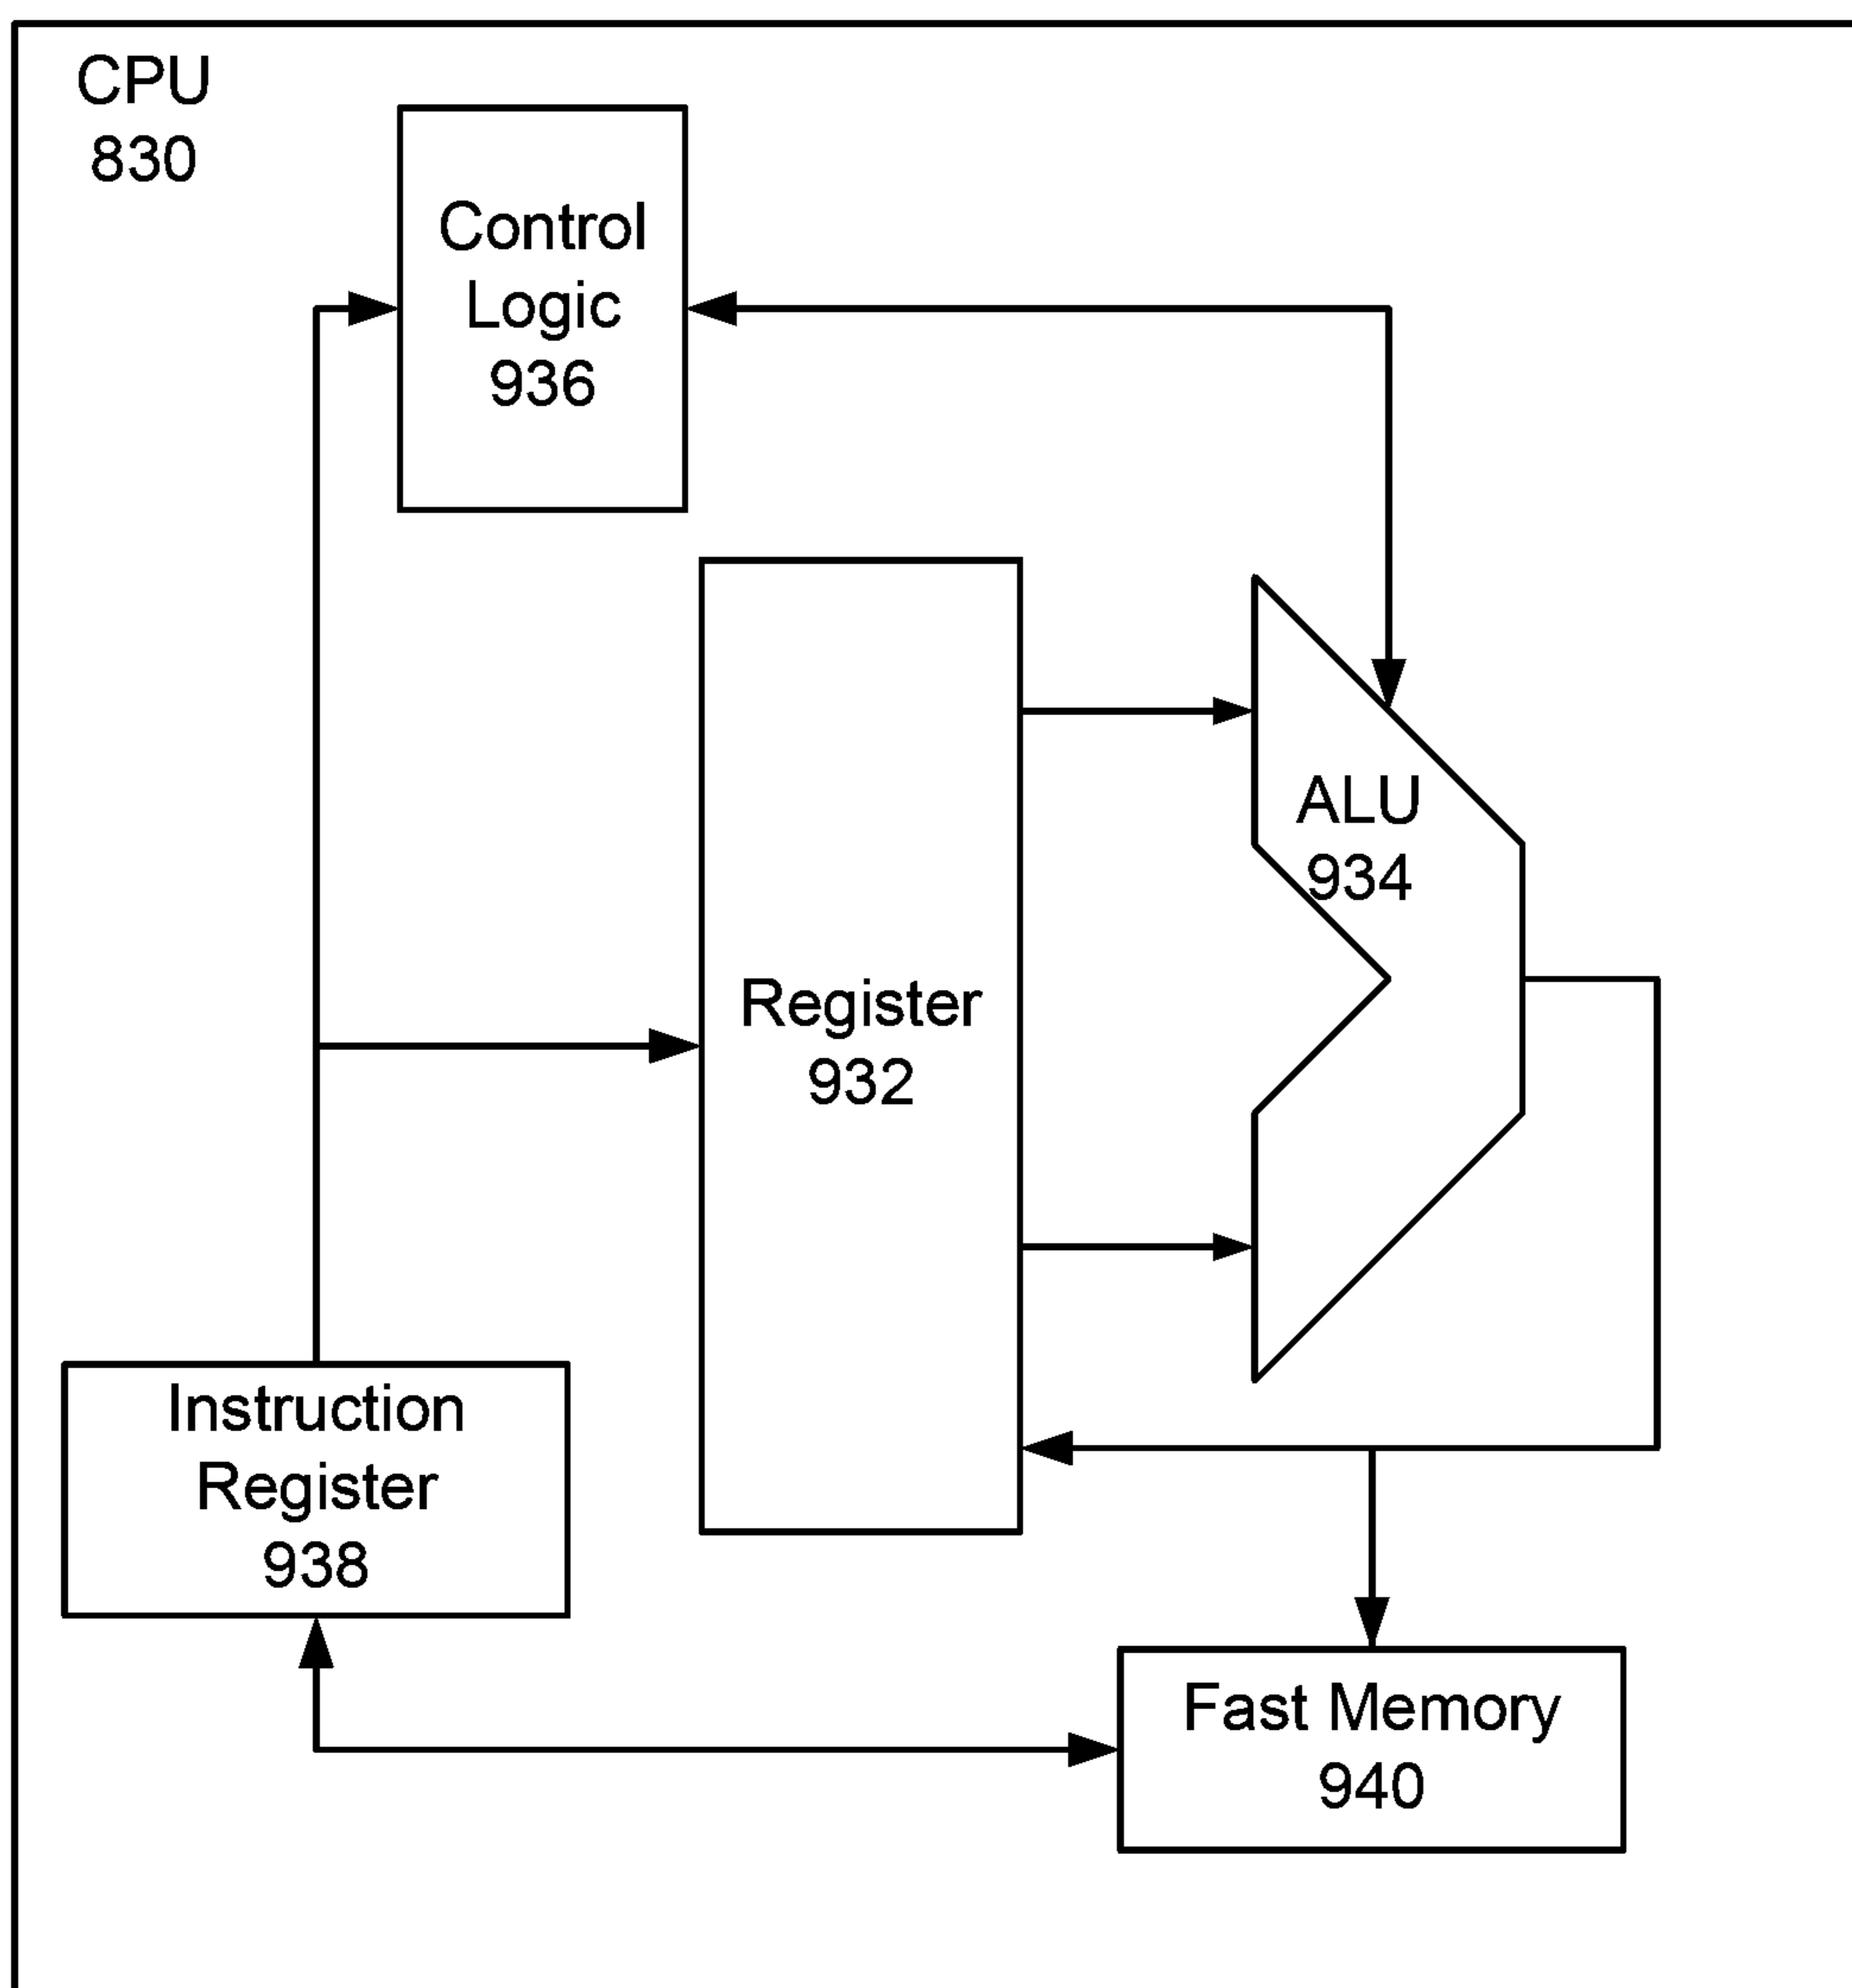 CPU
830
Control
Logic
936
ALU
934
Register
932
Instruction
Register
938
Fast Memory
940